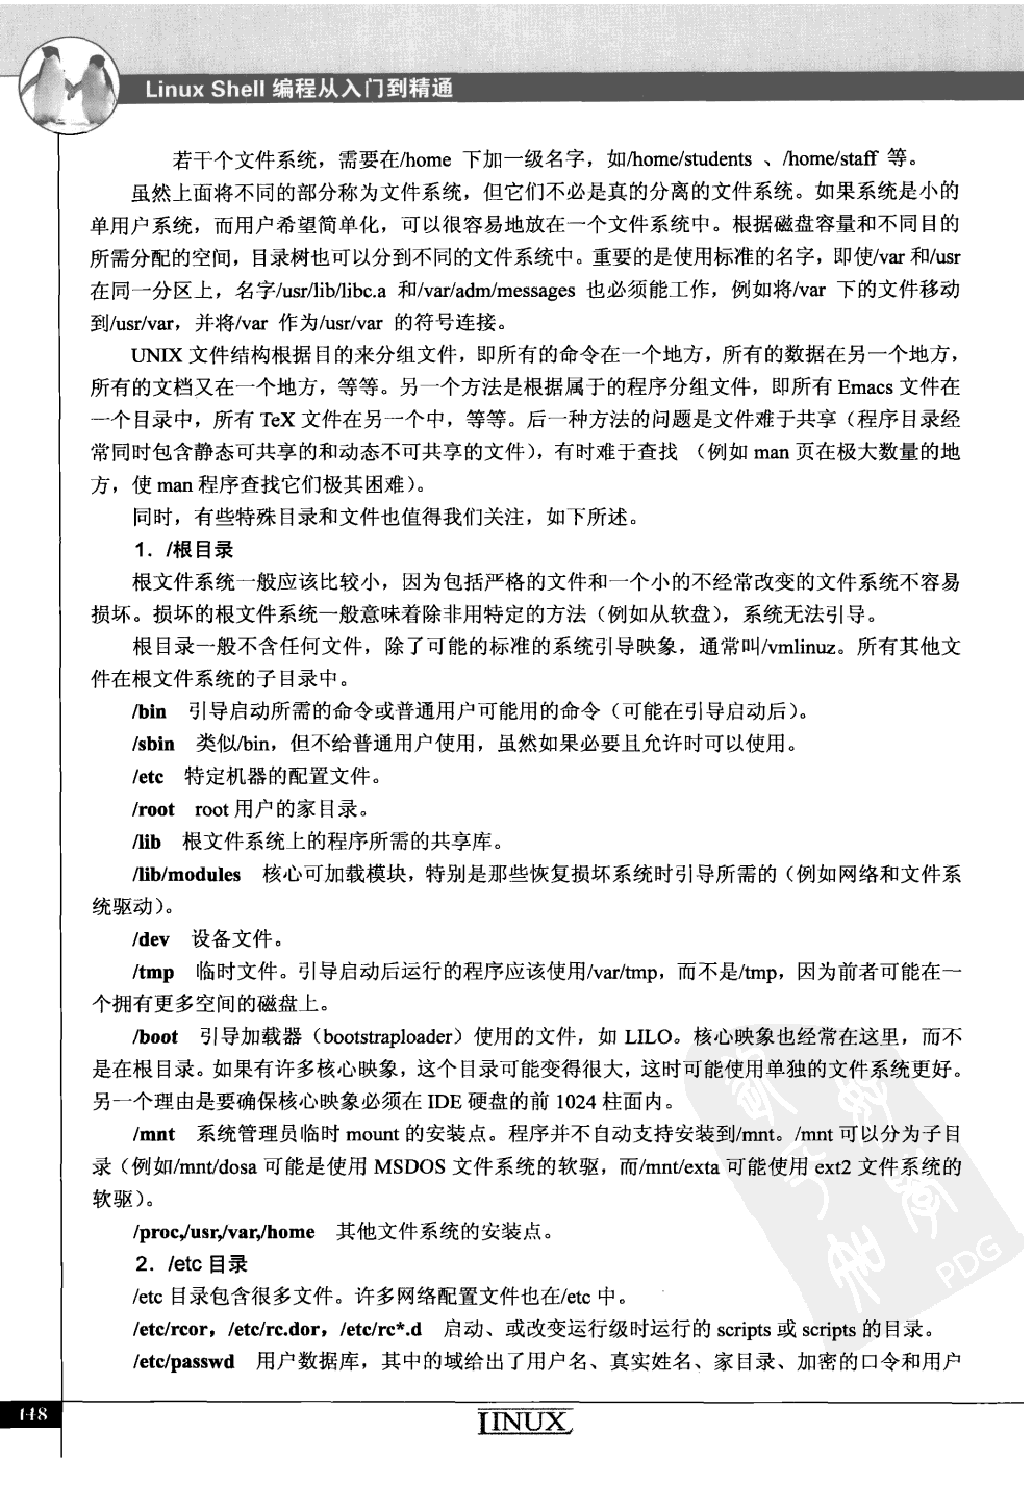 Linux Shell 编程从入门到精通
若干个文件系统，需要在/home 下加一级名字，如/home/students 、/home/staff 等。
虽然上面将不同的部分称为文件系统，但它们不必是真的分离的文件系统。如果系统是小的
单用户系统，而用户希望简单化，可以很容易地放在一个文件系统中。根据磁盘容量和不同目的
所需分配的空间，目录树也可以分到不同的文件系统中。重要的是使用标准的名字，即使/var 和/usr
在同一分区上，名字/usr/lib/libc.a 和/var/adm/messages 也必须能工作，例如将/var 下的文件移动
到/usr/var，并将/var 作为/usr/var 的符号连接。
UNIX 文件结构根据目的来分组文件，即所有的命令在一个地方，所有的数据在另一个地方，
所有的文档又在一个地方，等等。另一个方法是根据属于的程序分组文件，即所有 Emacs 文件在
一个目录中，所有 TeX 文件在另一个中，等等。后一种方法的问题是文件难于共享（程序目录经
常同时包含静态可共享的和动态不可共享的文件），有时难于查找 （例如 man 页在极大数量的地
方，使 man 程序查找它们极其困难）。
同时，有些特殊目录和文件也值得我们关注，如下所述。
1．/根目录
根文件系统一般应该比较小，因为包括严格的文件和一个小的不经常改变的文件系统不容易
损坏。损坏的根文件系统一般意味着除非用特定的方法（例如从软盘），系统无法引导。
根目录一般不含任何文件，除了可能的标准的系统引导映象，通常叫/vmlinuz。所有其他文
件在根文件系统的子目录中。
/bin 引导启动所需的命令或普通用户可能用的命令（可能在引导启动后）。
/sbin 类似/bin，但不给普通用户使用，虽然如果必要且允许时可以使用。
/etc 特定机器的配置文件。
/root root 用户的家目录。
/lib 根文件系统上的程序所需的共享库。
/lib/modules 核心可加载模块，特别是那些恢复损坏系统时引导所需的（例如网络和文件系
统驱动）。
/dev 设备文件。
/tmp 临时文件。引导启动后运行的程序应该使用/var/tmp，而不是/tmp，因为前者可能在一
个拥有更多空间的磁盘上。
/boot 引导加载器（bootstraploader）使用的文件，如 LILO。核心映象也经常在这里，而不
是在根目录。如果有许多核心映象，这个目录可能变得很大，这时可能使用单独的文件系统更好。
另一个理由是要确保核心映象必须在 IDE 硬盘的前 1024 柱面内。
/mnt 系统管理员临时 mount 的安装点。程序并不自动支持安装到/mnt。/mnt 可以分为子目
录（例如/mnt/dosa 可能是使用 MSDOS 文件系统的软驱，而/mnt/exta 可能使用 ext2 文件系统的
软驱）。
/proc,/usr,/var,/home 其他文件系统的安装点。
2．/etc 目录
/etc 目录包含很多文件。许多网络配置文件也在/etc 中。
/etc/rcor，/etc/rc.dor，/etc/rc*.d 启动、或改变运行级时运行的 scripts 或 scripts 的目录。
/etc/passwd 用户数据库，其中的域给出了用户名、真实姓名、家目录、加密的口令和用户
PDG
148
LINUX